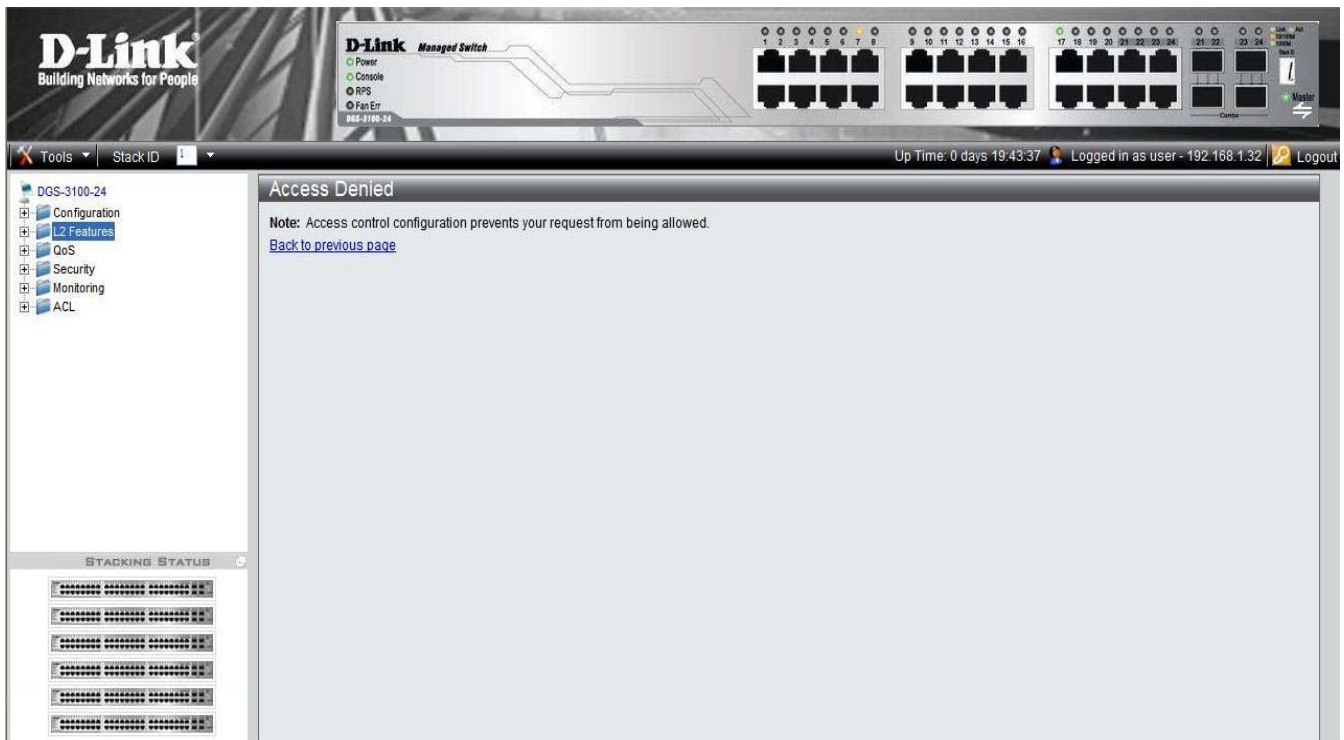 D-Link
Building Networks for People
D-Link Managed Switch
Power
Console
RPS
Fan Err
DGS-3100-24
1 2 3 4 5 6 7 8
9 10 11 12 13 14 15 16
17 18 19 20 21 22 23 24
21 22
23 24
Link Act
Combo
Master
Tools
Stack ID
1
Up Time: 0 days 19:43:37
Logged in as user - 192.168.1.32
Logout
DGS-3100-24
Configuration
L2 Features
QoS
Security
Monitoring
ACL
Access Denied
Note: Access control configuration prevents your request from being allowed.
Back to previous page
STACKING STATUS